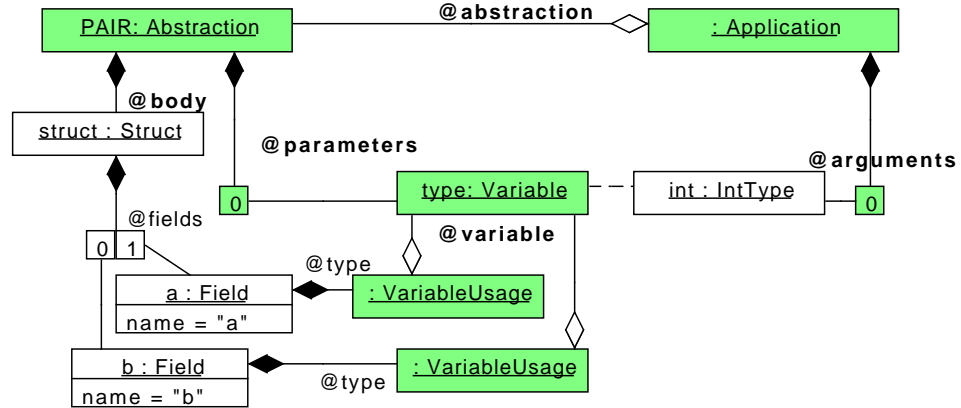 @abstraction
PAIR: Abstraction
: Application
@body
struct : Struct
@parameters
@arguments
type: Variable
int : IntType
0
0
@fields
@variable
0 1
@type
a : Field
: VariableUsage
name = "a"
b : Field
: VariableUsage
@type
name = "b"